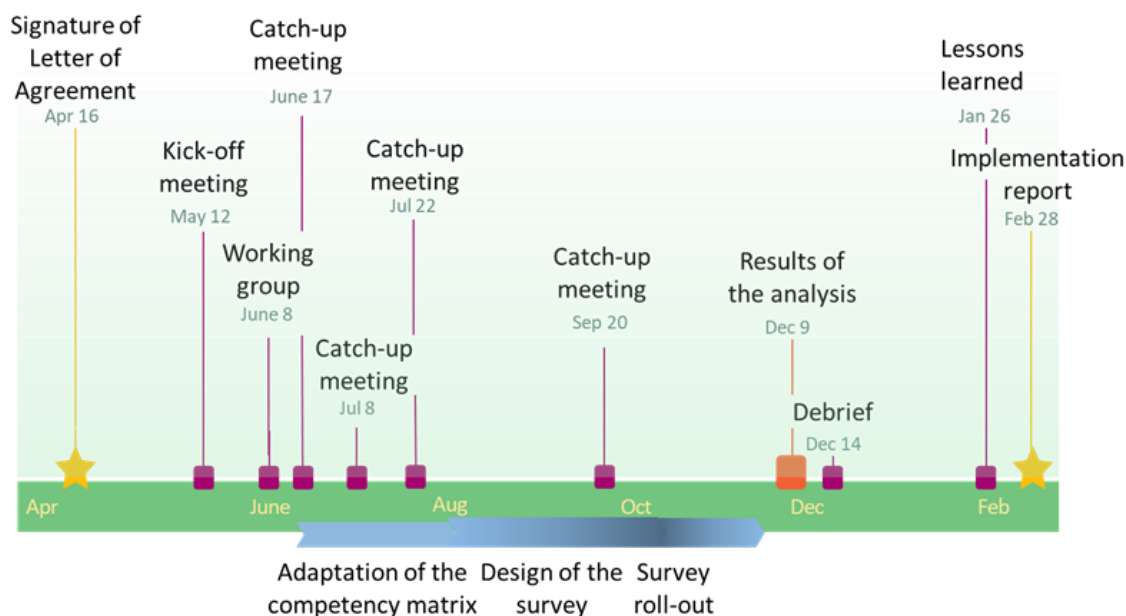 Signature of
Letter of
Agreement
Apr 16
Kick-off
meeting
May 12
Catch-up
meeting
June 17
Working
group
June 8
Catch-up
meeting
Jul 8
Catch-up
meeting
Jul 22
Catch-up
meeting
Sep 20
Results of
the analysis
Dec 9
Debrief
Dec 14
Lessons
learned
Jan 26
Implementation
report
Feb 28
Apr
June
Aug
Oct
Dec
Feb
Adaptation of the
competency matrix
Design of the
survey
Survey
roll-out